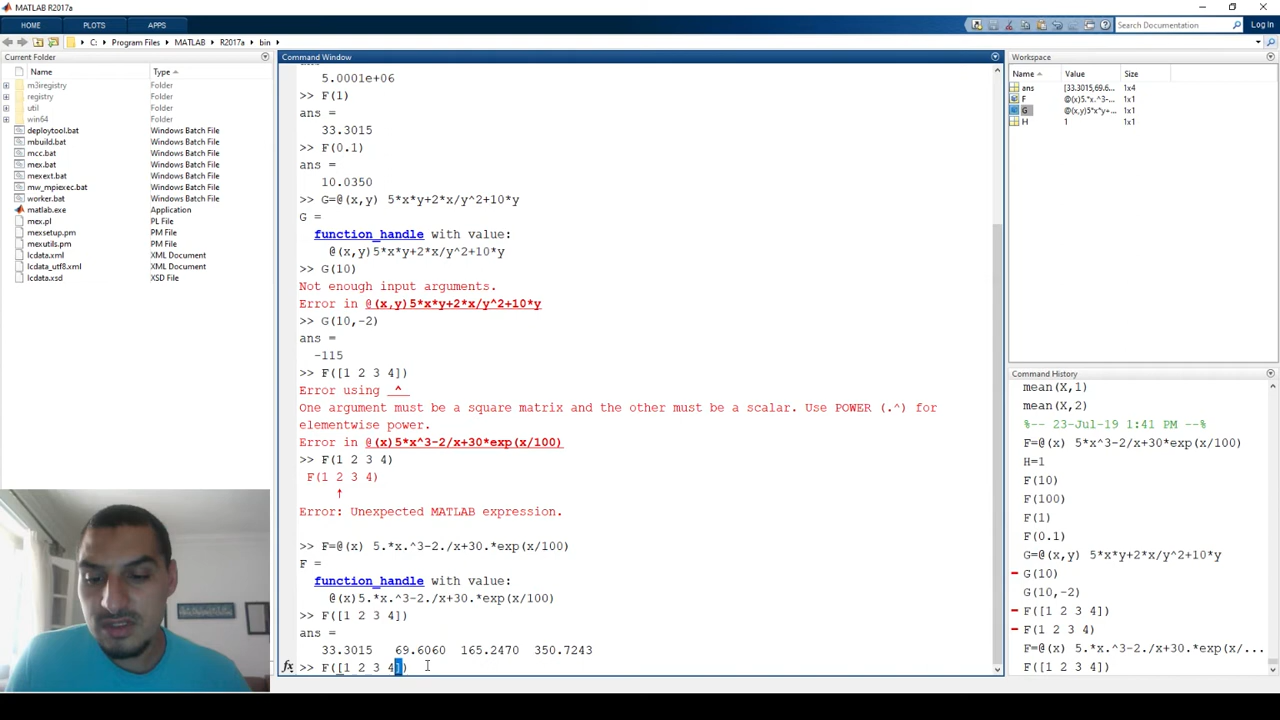 MATLAB R2017a
HOME
PLOTS
APPS
Search Documentation
Log In
C:
Program Files
MATLAB
R2017a
bin
Current Folder
Name
Type
m3iregistry
Folder
registry
Folder
util
Folder
win64
Folder
deploytool.bat
Windows Batch File
mbuild.bat
Windows Batch File
mcc.bat
Windows Batch File
mex.bat
Windows Batch File
mexext.bat
Windows Batch File
mw_mpiexec.bat
Windows Batch File
worker.bat
Windows Batch File
matlab.exe
Application
mex.pl
PL File
mexsetup.pm
PM File
mexutils.pm
PM File
lcdata.xml
XML Document
lcdata_utf8.xml
XML Document
lcdata.xsd
XSD File
Command Window
5.0001e+06
>> F(1)
ans =
33.3015
>> F(0.1)
ans =
10.0350
>> G=@(x,y) 5*x*y+2*x/y^2+10*y
G =
function_handle with value:
@(x,y)5*x*y+2*x/y^2+10*y
>> G(10)
Not enough input arguments.
Error in @(x,y)5*x*y+2*x/y^2+10*y
>> G(10,-2)
ans =
-115
>> F([1 2 3 4])
Error using ^
One argument must be a square matrix and the other must be a scalar. Use POWER (.^) for
elementwise power.
Error in @(x)5*x^3-2/x+30*exp(x/100)
>> F(1 2 3 4)
F(1 2 3 4)
↑
Error: Unexpected MATLAB expression.
>> F=@(x) 5.*x.^3-2./x+30.*exp(x/100)
F =
function_handle with value:
@(x)5.*x.^3-2./x+30.*exp(x/100)
>> F([1 2 3 4])
ans =
33.3015 69.6060 165.2470 350.7243
fx >> F([1 2 3 4])
Workspace
Name
Value
Size
ans
[33.3015,69.6...
1x4
F
@(x)5.*x.^3-...
1x1
G
@(x,y)5*x*y+...
1x1
H
1
1x1
Command History
mean(X,1)
mean(X,2)
%-- 23-Jul-19 1:41 PM --%
F=@(x) 5*x^3-2/x+30*exp(x/100)
H=1
F(10)
F(100)
F(1)
F(0.1)
G=@(x,y) 5*x*y+2*x/y^2+10*y
G(10)
G(10,-2)
F([1 2 3 4])
F(1 2 3 4)
F=@(x) 5.*x.^3-2./x+30.*ex...
F([1 2 3 4])